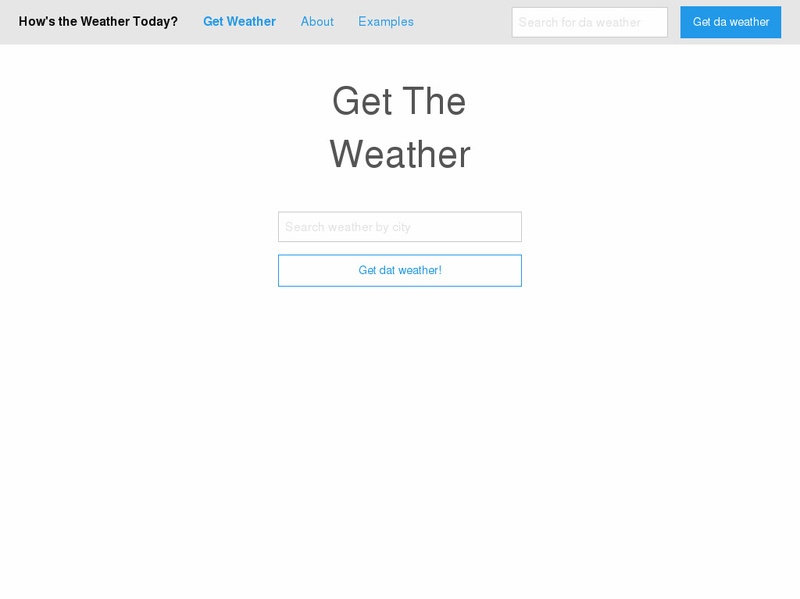 How's the Weather Today? Get Weather About Examples Search for da weather Get da weather
Get The
Weather
Search weather by city
Get dat weather!